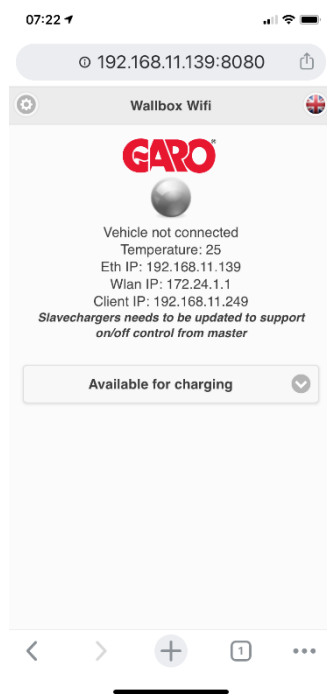 07:22
192.168.11.139:8080
Wallbox Wifi
GARO
Vehicle not connected
Temperature: 25
Eth IP: 192.168.11.139
Wlan IP: 172.24.1.1
Client IP: 192.168.11.249
Slavechargers needs to be updated to support
on/off control from master
Available for charging
1